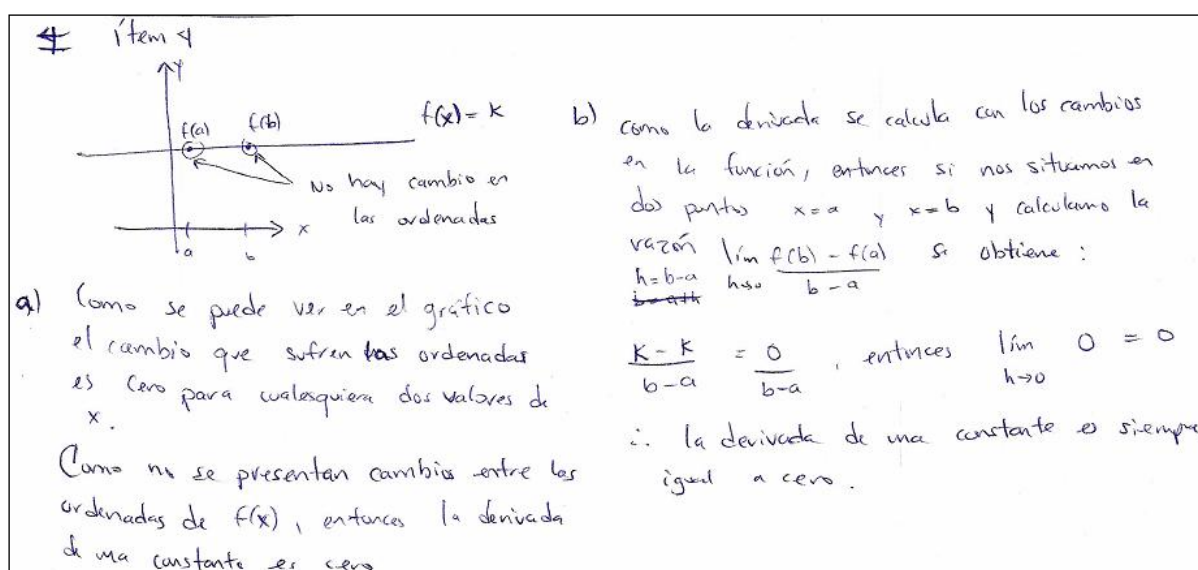 4 ítem 4
y
f(a) f(b) f(x) = k
No hay cambio en
las ordenadas
x
a b
a) Como se puede ver en el gráfico
el cambio que sufren las ordenadas
es cero para cualesquiera dos valores de
x.
Como no se presentan cambios entre las
ordenadas de f(x), entonces la derivada
de una constante es cero
b) como la derivada se calcula con los cambios
en la función, entonces si nos situamos en
dos puntos x=a y x=b y calculamo la
razón lím f(b) - f(a) / b - a se obtiene:
h=b-a h→0
b=a+h
k - k / b - a = 0 / b-a , entonces lím 0 = 0
h→0
∴ la derivada de una constante es siempre
igual a cero.